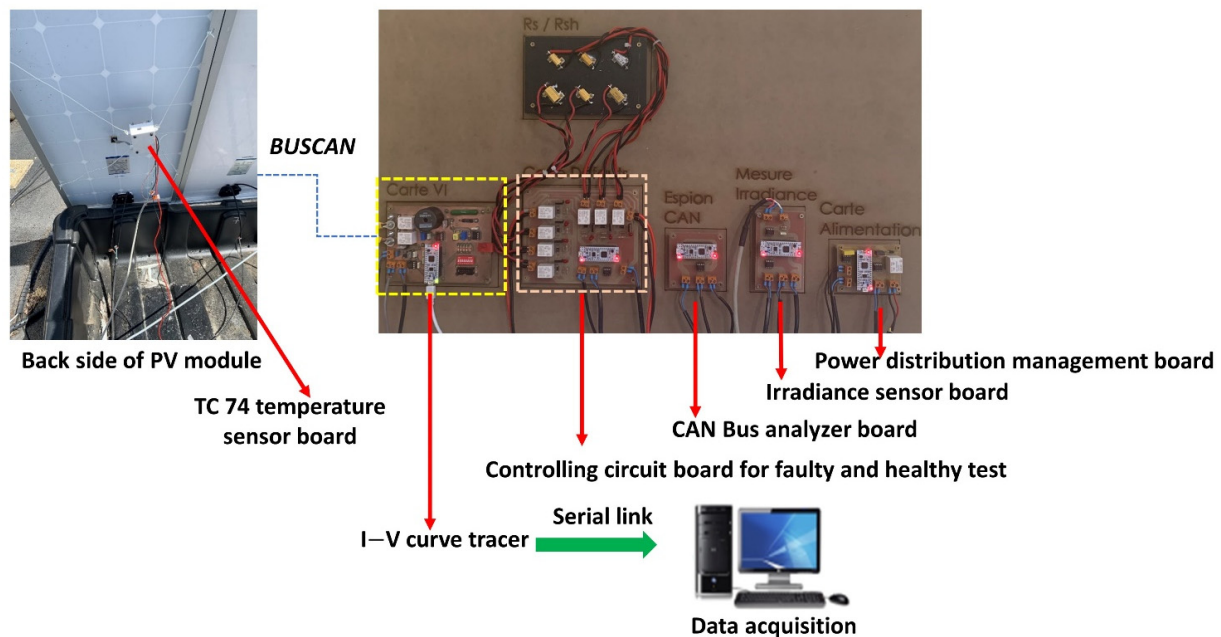 Rs / Rsh
BUSCAN
Carte VI
Espion
CAN
Mesure
Irradiance
Carte
Alimentation
Back side of PV module
TC 74 temperature
sensor board
Power distribution management board
Irradiance sensor board
CAN Bus analyzer board
Controlling circuit board for faulty and healthy test
I−V curve tracer
Serial link
Data acquisition